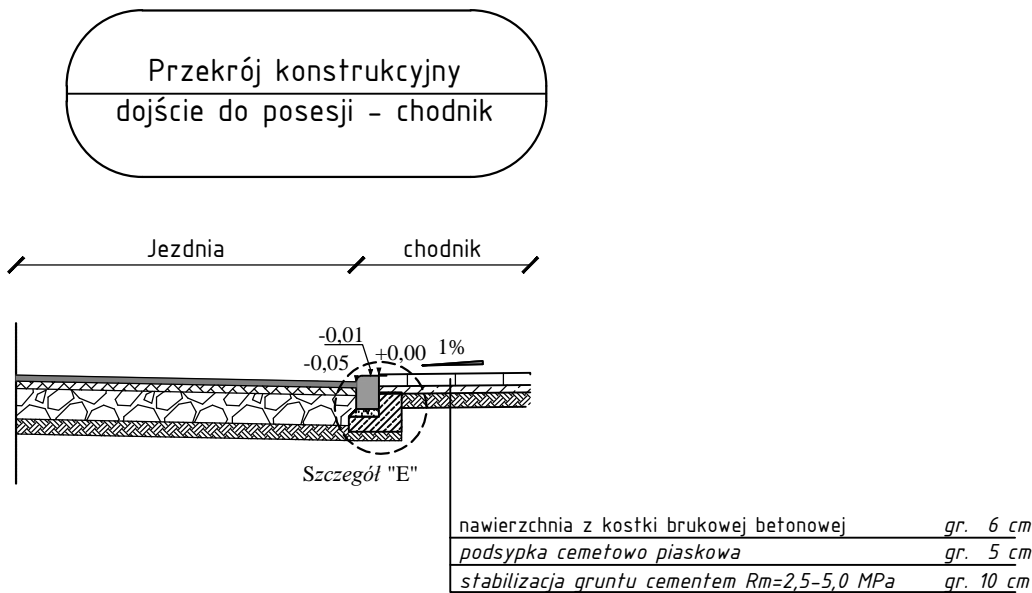 Przekrój konstrukcyjny
dojście do posesji - chodnik
Jezdnia
chodnik
-0,01
-0,05
+0,00
1%
Szczegół "E"
nawierzchnia z kostki brukowej betonowej gr. 6 cm
podsypka cemetowo piaskowa gr. 5 cm
stabilizacja gruntu cementem Rm=2,5-5,0 MPa gr. 10 cm